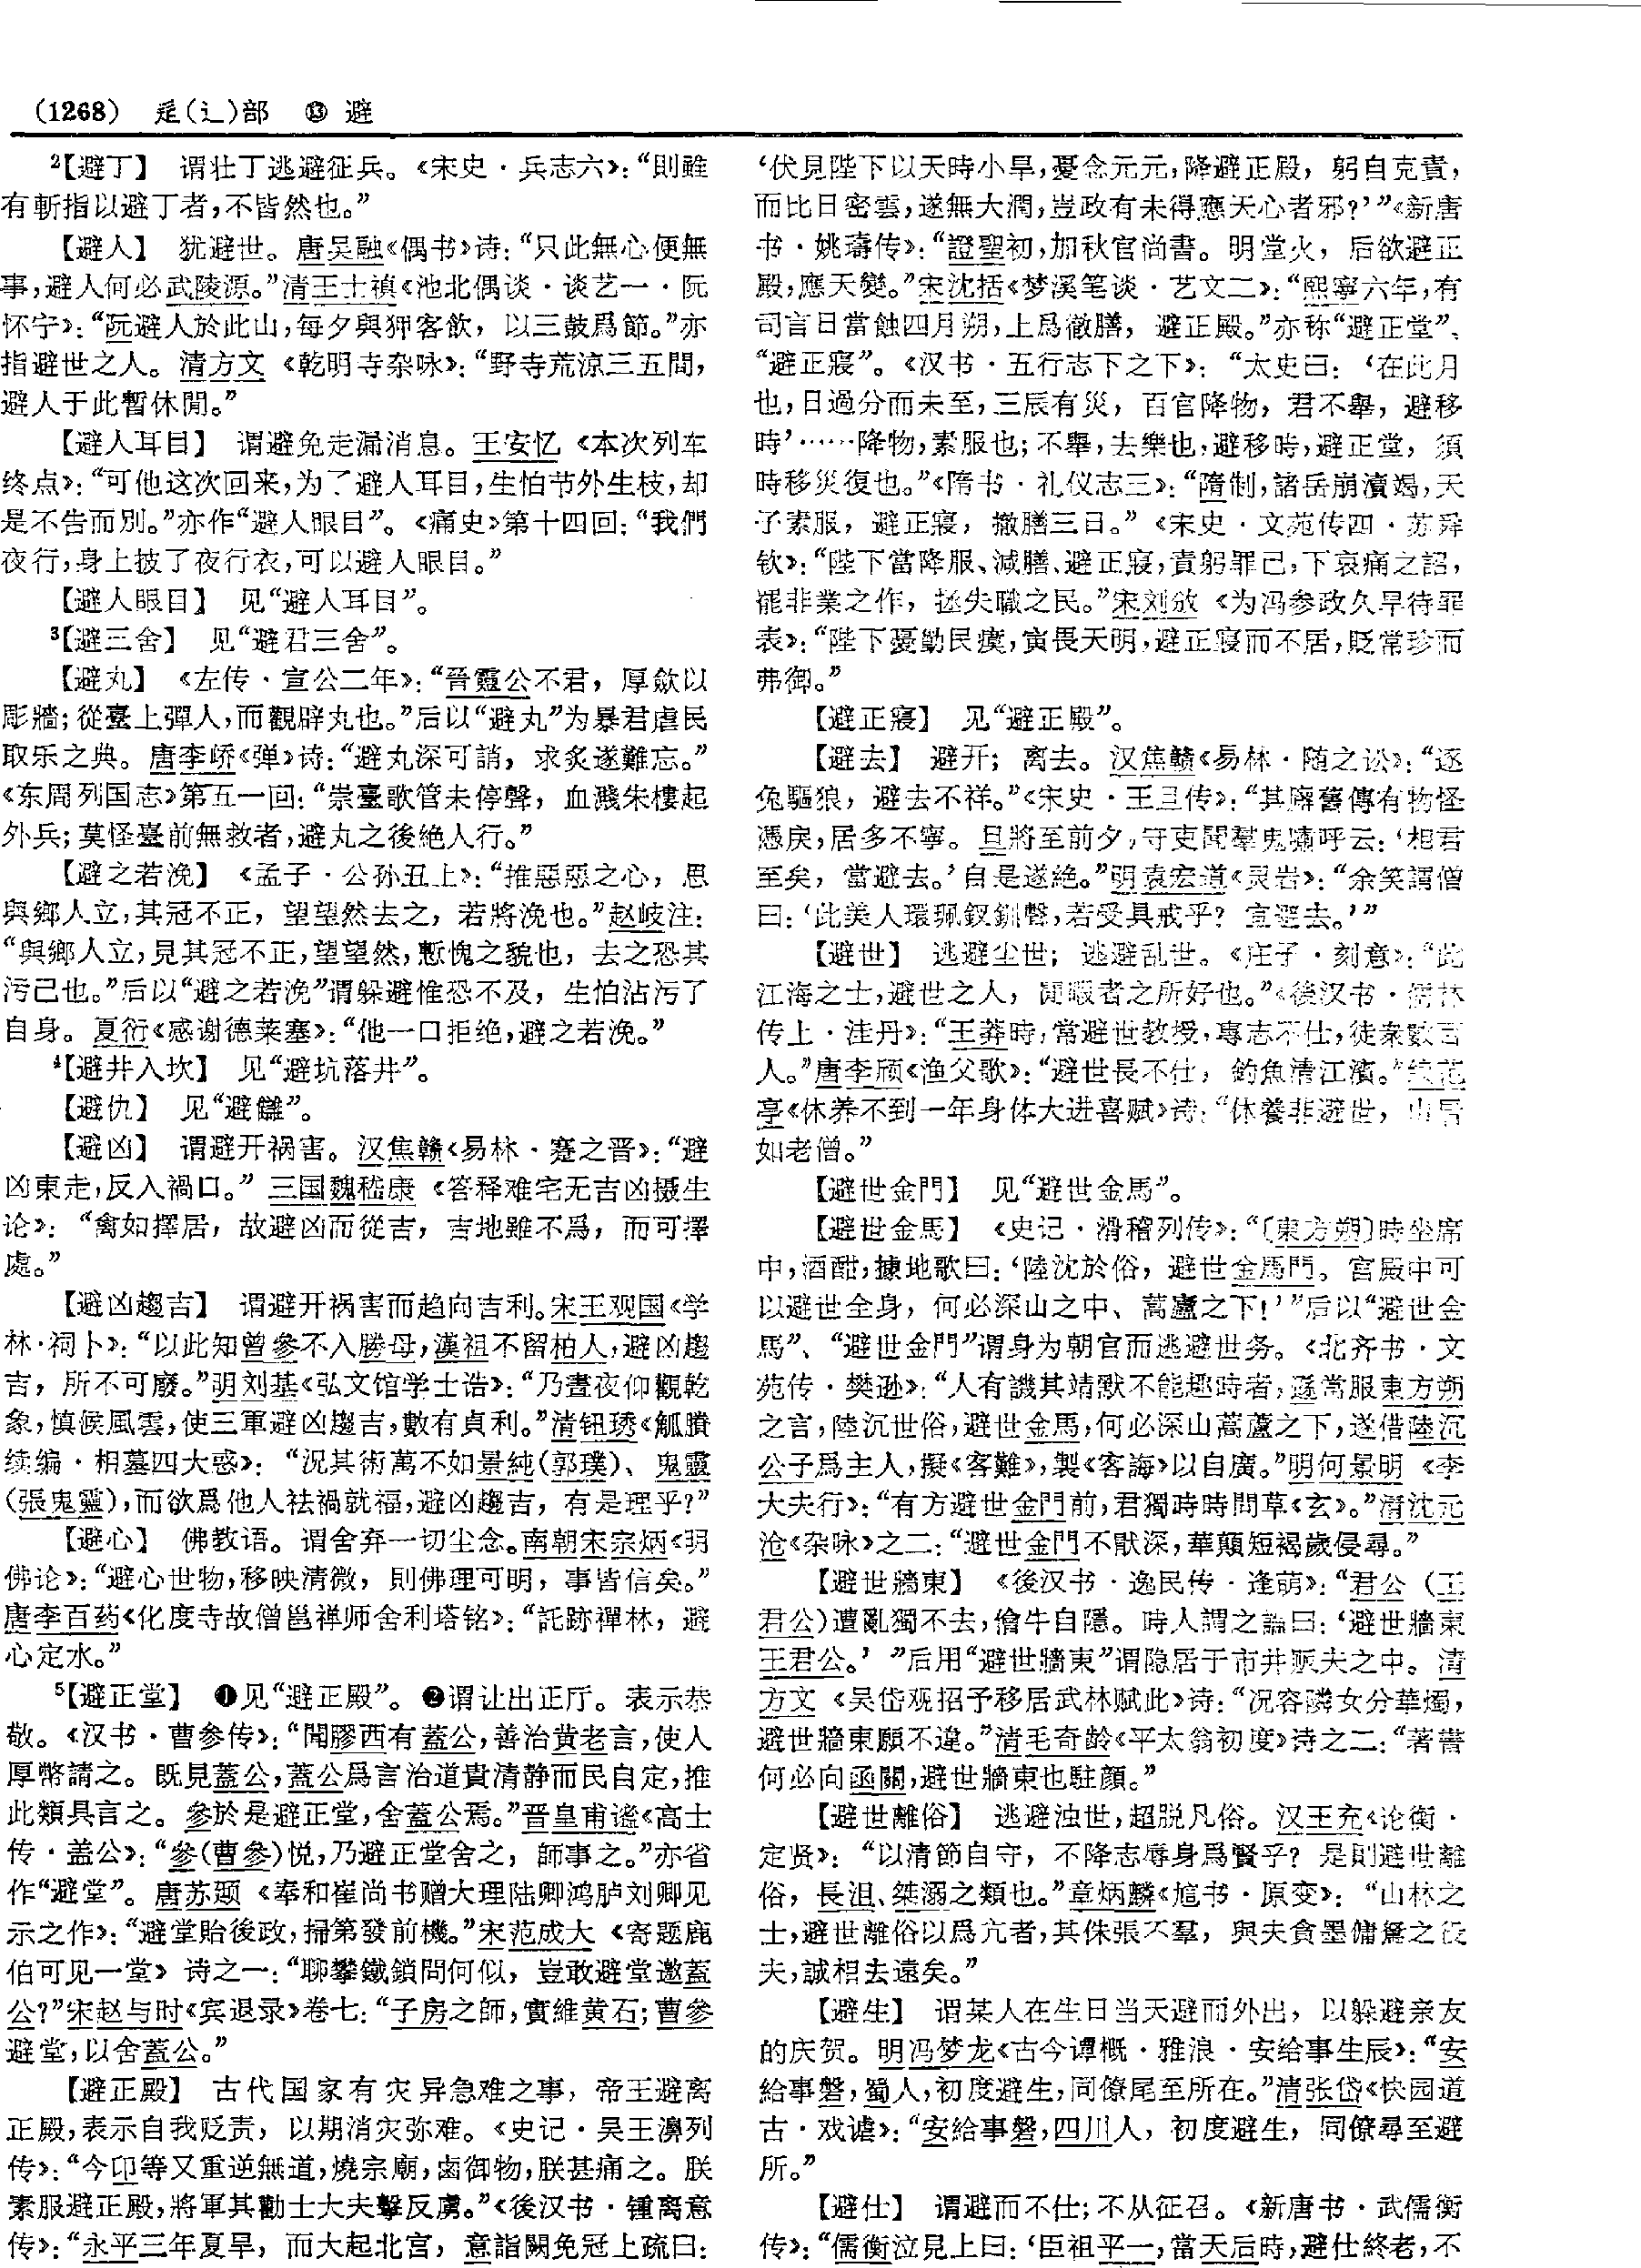 （1268） 辵（辶）部 ⑬ 避
²【避丁】 谓壮丁逃避征兵。《宋史·兵志六》：“則雖
有斬指以避丁者，不皆然也。”
【避人】 犹避世。唐吴融《偶书》诗：“只此無心便無
事，避人何必武陵源。”清王士禛《池北偶谈·谈艺一·阮
怀宁》：“阮避人於此山，每夕與狎客飲，以三鼓爲節。”亦
指避世之人。清方文《乾明寺杂咏》：“野寺荒涼三五間，
避人于此暫休閒。”
【避人耳目】 谓避免走漏消息。王安忆《本次列车
终点》：“可他这次回来，为了避人耳目，生怕节外生枝，却
是不告而别。”亦作“避人眼目”。《痛史》第十四回：“我們
夜行，身上披了夜行衣，可以避人眼目。”
【避人眼目】 见“避人耳目”。
³【避三舍】 见“避君三舍”。
【避丸】 《左传·宣公二年》：“晉靈公不君，厚斂以
彫牆；從臺上彈人，而觀辟丸也。”后以“避丸”为暴君虐民
取乐之典。唐李峤《弹》诗：“避丸深可誚，求炙遂難忘。”
《东周列国志》第五一回：“崇臺歌管未停聲，血濺朱樓起
外兵；莫怪臺前無救者，避丸之後絶人行。”
【避之若浼】 《孟子·公孙丑上》：“推惡惡之心，思
與鄉人立，其冠不正，望望然去之，若將浼也。”赵岐注：
“與鄉人立，見其冠不正，望望然，慙愧之貌也，去之恐其
污己也。”后以“避之若浼”谓躲避惟恐不及，生怕沾污了
自身。夏衍《感谢德莱塞》：“他一口拒绝，避之若浼。”
⁴【避井入坎】 见“避坑落井”。
【避仇】 见“避讎”。
【避凶】 谓避开祸害。汉焦赣《易林·蹇之晋》：“避
凶東走，反入禍口。”三国魏嵇康《答释难宅无吉凶摄生
论》：“禽如擇居，故避凶而從吉，吉地雖不爲，而可擇
處。”
【避凶趨吉】 谓避开祸害而趋向吉利。宋王观国《学
林·祠卜》：“以此知曾參不入勝母，漢祖不留柏人，避凶趨
吉，所不可廢。”明刘基《弘文馆学士诰》：“乃晝夜仰觀乾
象，慎候風雲，使三軍避凶趨吉，數有貞利。”清钮琇《觚賸
续编·相墓四大惑》：“況其術萬不如景純（郭璞）、鬼靈
（張鬼靈），而欲爲他人祛禍就福，避凶趨吉，有是理乎？”
【避心】 佛教语。谓舍弃一切尘念。南朝宋宗炳《明
佛论》：“避心世物，移映清微，則佛理可明，事皆信矣。”
唐李百药《化度寺故僧邕禅师舍利塔铭》：“託跡禪林，避
心定水。”
⁵【避正堂】 ❶见“避正殿”。❷谓让出正厅。表示恭
敬。《汉书·曹参传》：“聞膠西有蓋公，善治黄老言，使人
厚幣請之。既見蓋公，蓋公爲言治道貴清静而民自定，推
此類具言之。參於是避正堂，舍蓋公焉。”晋皇甫谧《高士
传·盖公》：“參（曹參）悦，乃避正堂舍之，師事之。”亦省
作“避堂”。唐苏颋《奉和崔尚书赠大理陆卿鸿胪刘卿见
示之作》：“避堂貽後政，掃第發前機。”宋范成大《寄题鹿
伯可见一堂》诗之一：“聊攀鐵鎖問何似，豈敢避堂邀蓋
公？”宋赵与时《宾退录》卷七：“子房之師，實維黄石；曹參
避堂，以舍蓋公。”
【避正殿】 古代国家有灾异急难之事，帝王避离
正殿，表示自我贬责，以期消灾弥难。《史记·吴王濞列
传》：“今卬等又重逆無道，燒宗廟，鹵御物，朕甚痛之。朕
素服避正殿，將軍其勸士大夫擊反虜。”《後汉书·锺离意
传》：“永平三年夏旱，而大起北宫，意詣闕免冠上疏曰：
‘伏見陛下以天時小旱，憂念元元，降避正殿，躬自克責，
而比日密雲，遂無大潤，豈政有未得應天心者邪？’”《新唐
书·姚璹传》：“證聖初，加秋官尚書。明堂火，后欲避正
殿，應天變。”宋沈括《梦溪笔谈·艺文二》：“熙寧六年，有
司言日當蝕四月朔，上爲徹膳，避正殿。”亦称“避正堂”、
“避正寢”。《汉书·五行志下之下》：“太史曰：‘在此月
也，日過分而未至，三辰有災，百官降物，君不舉，避移
時’……降物，素服也；不舉，去樂也，避移時，避正堂，須
時移災復也。”《隋书·礼仪志三》：“隋制，諸岳崩瀆竭，天
子素服，避正寢，撤膳三日。”《宋史·文苑传四·苏舜
钦》：“陛下當降服、減膳、避正寢，責躬罪己，下哀痛之詔，
罷非業之作，拯失職之民。”宋刘攽《为冯参政久旱待罪
表》：“陛下憂勤民瘼，寅畏天明，避正寢而不居，貶常珍而
弗御。”
【避正寢】 见“避正殿”。
【避去】 避开；离去。汉焦赣《易林·随之讼》：“逐
兔驅狼，避去不祥。”《宋史·王旦传》：“其廨舊傳有物怪
憑戾，居多不寧。旦將至前夕，守吏聞羣鬼嘯呼云：‘相君
至矣，當避去。’自是遂絶。”明袁宏道《灵岩》：“余笑謂僧
曰：‘此美人環珮釵釧聲，若受具戒乎？宜避去。’”
【避世】 逃避尘世；逃避乱世。《庄子·刻意》：“此
江海之士，避世之人，閒暇者之所好也。”《後汉书·儒林
传上·洼丹》：“王莽時，常避世教授，專志不仕，徒衆數百
人。”唐李颀《渔父歌》：“避世長不仕，釣魚清江濱。”续范
亭《休养不到一年身体大进喜赋》诗：“休養非避世，山居
如老僧。”
【避世金門】 见“避世金馬”。
【避世金馬】 《史记·滑稽列传》：“〔東方朔〕時坐席
中，酒酣，據地歌曰：‘陸沈於俗，避世金馬門。宫殿中可
以避世全身，何必深山之中、蒿廬之下！’”后以“避世金
馬”、“避世金門”谓身为朝官而逃避世务。《北齐书·文
苑传·樊逊》：“人有譏其靖默不能趣時者，遜常服東方朔
之言，陸沉世俗，避世金馬，何必深山蒿蘆之下，遂借陸沉
公子爲主人，擬《客難》，製《客誨》以自廣。”明何景明《李
大夫行》：“有方避世金門前，君獨時時問草《玄》。”清沈元
沧《杂咏》之二：“避世金門不猒深，華顛短褐歲侵尋。”
【避世牆東】 《後汉书·逸民传·逢萌》：“君公（王
君公）遭亂獨不去，儈牛自隱。時人謂之論曰：‘避世牆東
王君公。’”后用“避世牆東”谓隐居于市井贩夫之中。清
方文《吴岱观招予移居武林赋此》诗：“况容隣女分華燭，
避世牆東願不違。”清毛奇龄《平太翁初度》诗之二：“著書
何必向函關，避世牆東也駐顔。”
【避世離俗】 逃避浊世，超脱凡俗。汉王充《论衡·
定贤》：“以清節自守，不降志辱身爲賢乎？是則避世離
俗，長沮、桀溺之類也。”章炳麟《訄书·原变》：“山林之
士，避世離俗以爲亢者，其侏張不羣，與夫貪墨傭駑之役
夫，誠相去遠矣。”
【避生】 谓某人在生日当天避而外出，以躲避亲友
的庆贺。明冯梦龙《古今谭概·雅浪·安给事生辰》：“安
給事磐，蜀人，初度避生，同僚尾至所在。”清张岱《快园道
古·戏谑》：“安給事磐，四川人，初度避生，同僚尋至避
所。”
【避仕】 谓避而不仕；不从征召。《新唐书·武儒衡
传》：“儒衡泣見上曰：‘臣祖平一，當天后時，避仕終老，不